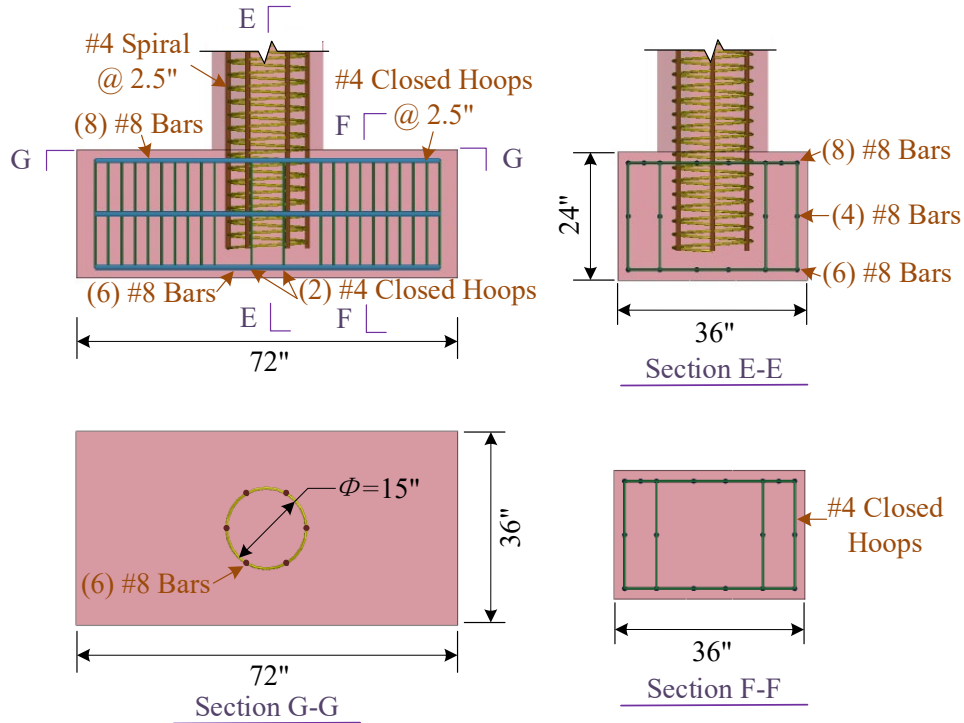 E
#4 Spiral
@ 2.5"
#4 Closed Hoops
@ 2.5"
(8) #8 Bars
F
G
G
(6) #8 Bars
(2) #4 Closed Hoops
E
F
72"
(8) #8 Bars
24"
(4) #8 Bars
(6) #8 Bars
36"
Section E-E
Φ=15"
36"
(6) #8 Bars
72"
Section G-G
#4 Closed
Hoops
36"
Section F-F